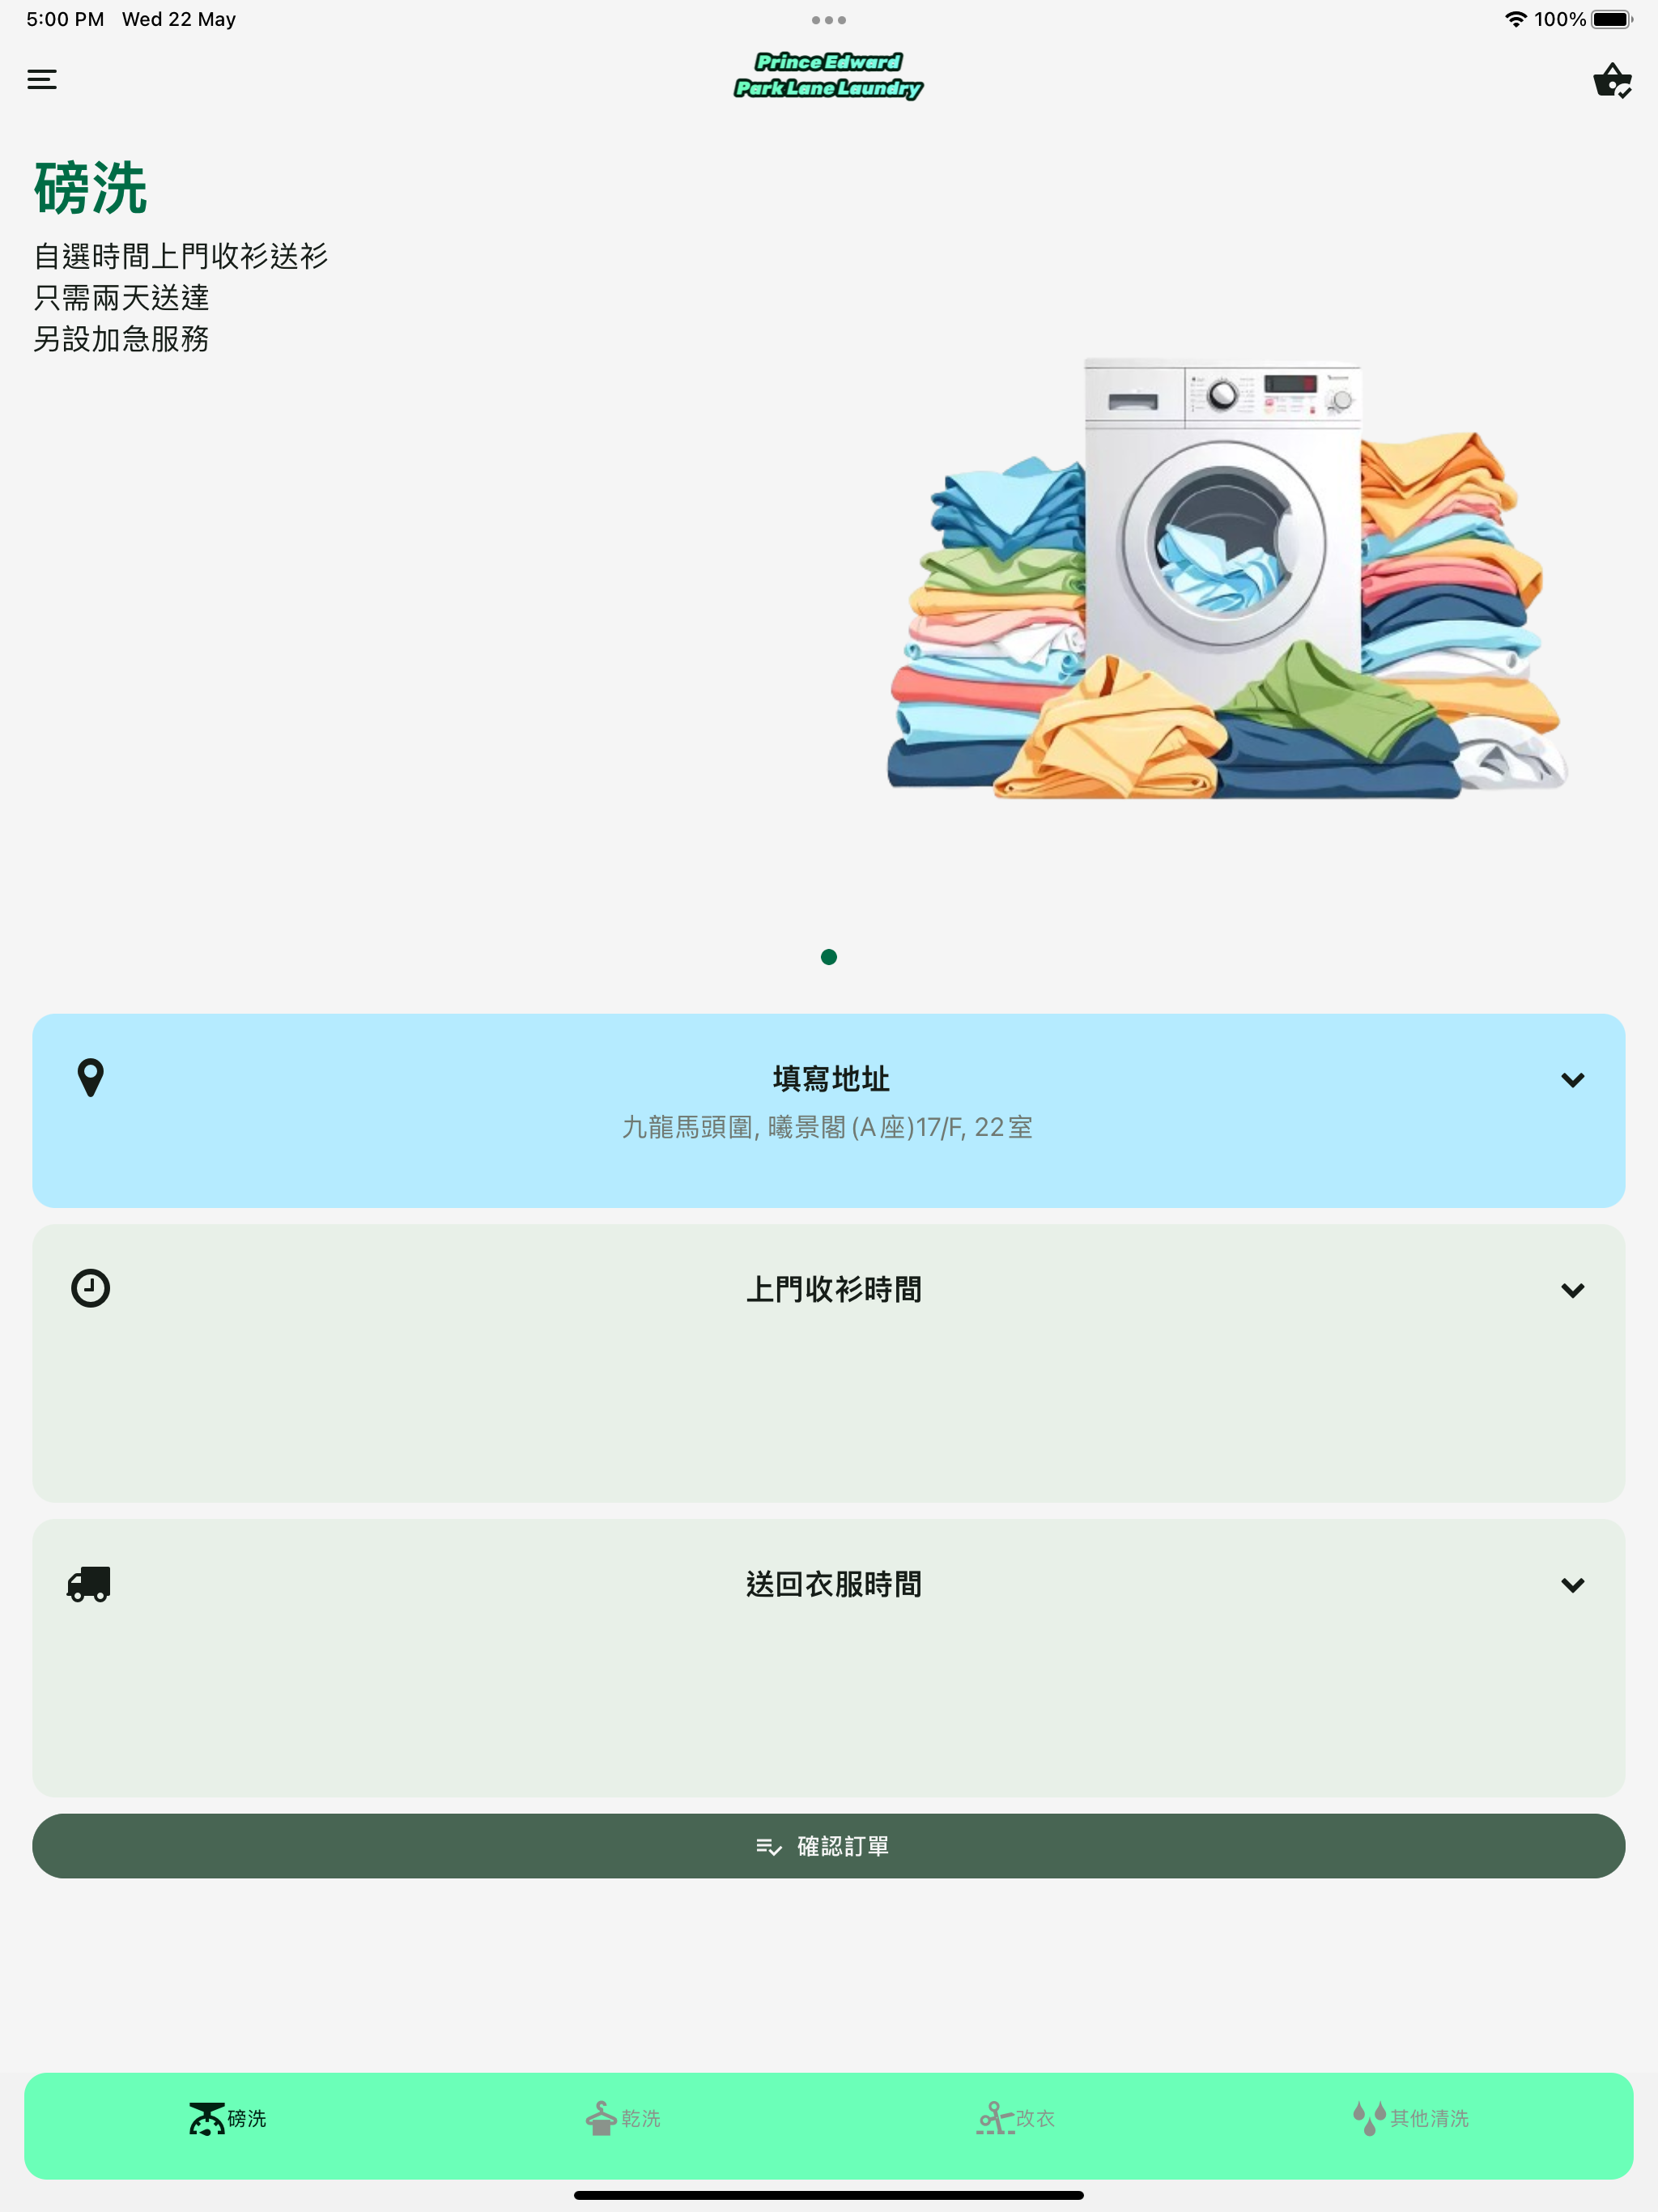 5:00 PM Wed 22 May
100%
Prince Edward
Park Lane Laundry
磅洗
自選時間上門收衫送衫
只需兩天送達
另設加急服務
填寫地址
九龍馬頭圍, 曦景閣 (A座)17/F, 22室
上門收衫時間
送回衣服時間
確認訂單
磅洗
乾洗
改衣
其他清洗